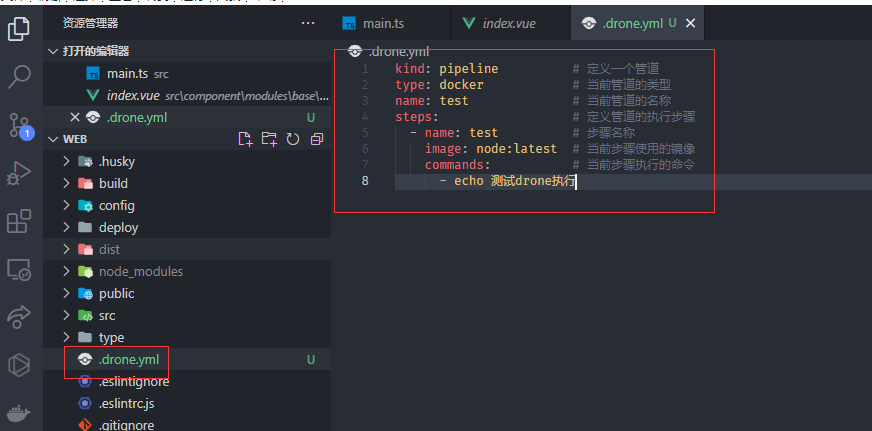 资源管理器
打开的编辑器
main.ts src
index.vue src\component\modules\base\...
.drone.yml U
WEB
.husky
build
config
deploy
dist
node_modules
public
src
type
.drone.yml U
.eslintignore
.eslintrc.js
.gitignore
1
main.ts
index.vue
.drone.yml U
.drone.yml
1 kind: pipeline # 定义一个管道
2 type: docker # 当前管道的类型
3 name: test # 当前管道的名称
4 steps: # 定义管道的执行步骤
5 - name: test # 步骤名称
6 image: node:latest # 当前步骤使用的镜像
7 commands: # 当前步骤执行的命令
8 - echo 测试drone执行